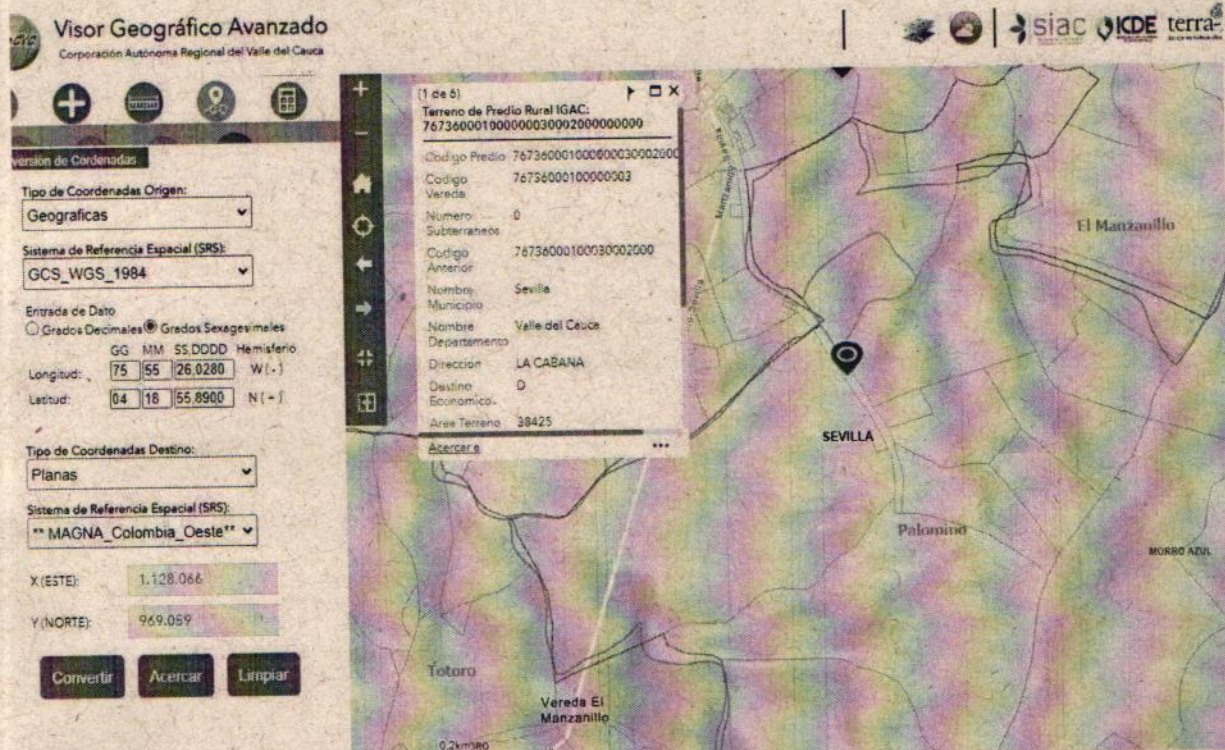 Visor Geográfico Avanzado
Corporación Autónoma Regional del Valle del Cauca
siac
ICDE
terra
version de Cordenadas
Tipo de Coordenadas Origen:
Geograficas
Sistema de Referencia Espacial (SRS):
GCS_WGS_1984
Entrada de Dato
Grados Decimales Grados Sexagesimales
GG MM SS.DDDD Hemisferio
Longitud: 75 55 26,0280 W ( - )
Latitud: 04 18 55,8900 N ( + )
Tipo de Coordenadas Destino:
Planas
Sistema de Referencia Espacial (SRS):
** MAGNA_Colombia_Oeste**
X (ESTE): 1.128.066
Y (NORTE): 969.059
Convertir Acercar Limpiar
(1 de 6)
Terreno de Predio Rural IGAC:
Codigo Predio
Codigo Vereda 76736000100000003
Numero Subterraneos 0
Codigo Anterior 76736000100030002000
Nombre Municipio Sevilla
Nombre Departamento Valle del Cauca
Direccion LA CABANA
Destino Economico D
Area Terreno 38425
Acercar a
El Manzanillo
SEVILLA
Palomino
MORRO AZUL
Totoro
Vereda El
Manzanillo